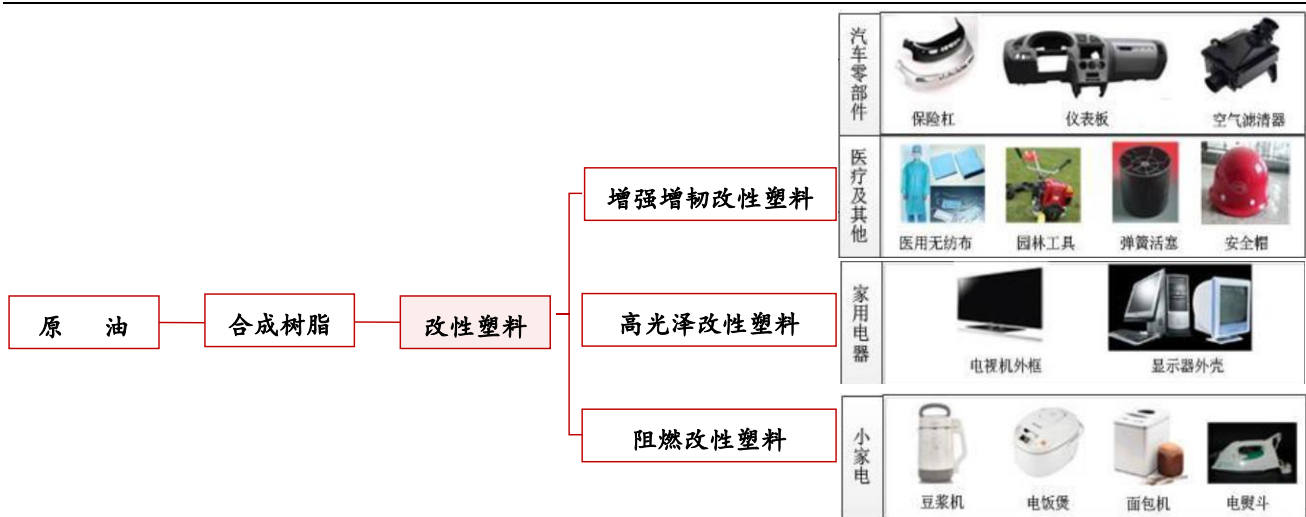 汽车零部件
保险杠
仪表板
空气滤清器
医疗及其他
医用无纺布
园林工具
弹簧活塞
安全帽
增强增韧改性塑料
原 油
合成树脂
改性塑料
高光泽改性塑料
家用电器
电视机外框
显示器外壳
阻燃改性塑料
小家电
豆浆机
电饭煲
面包机
电熨斗